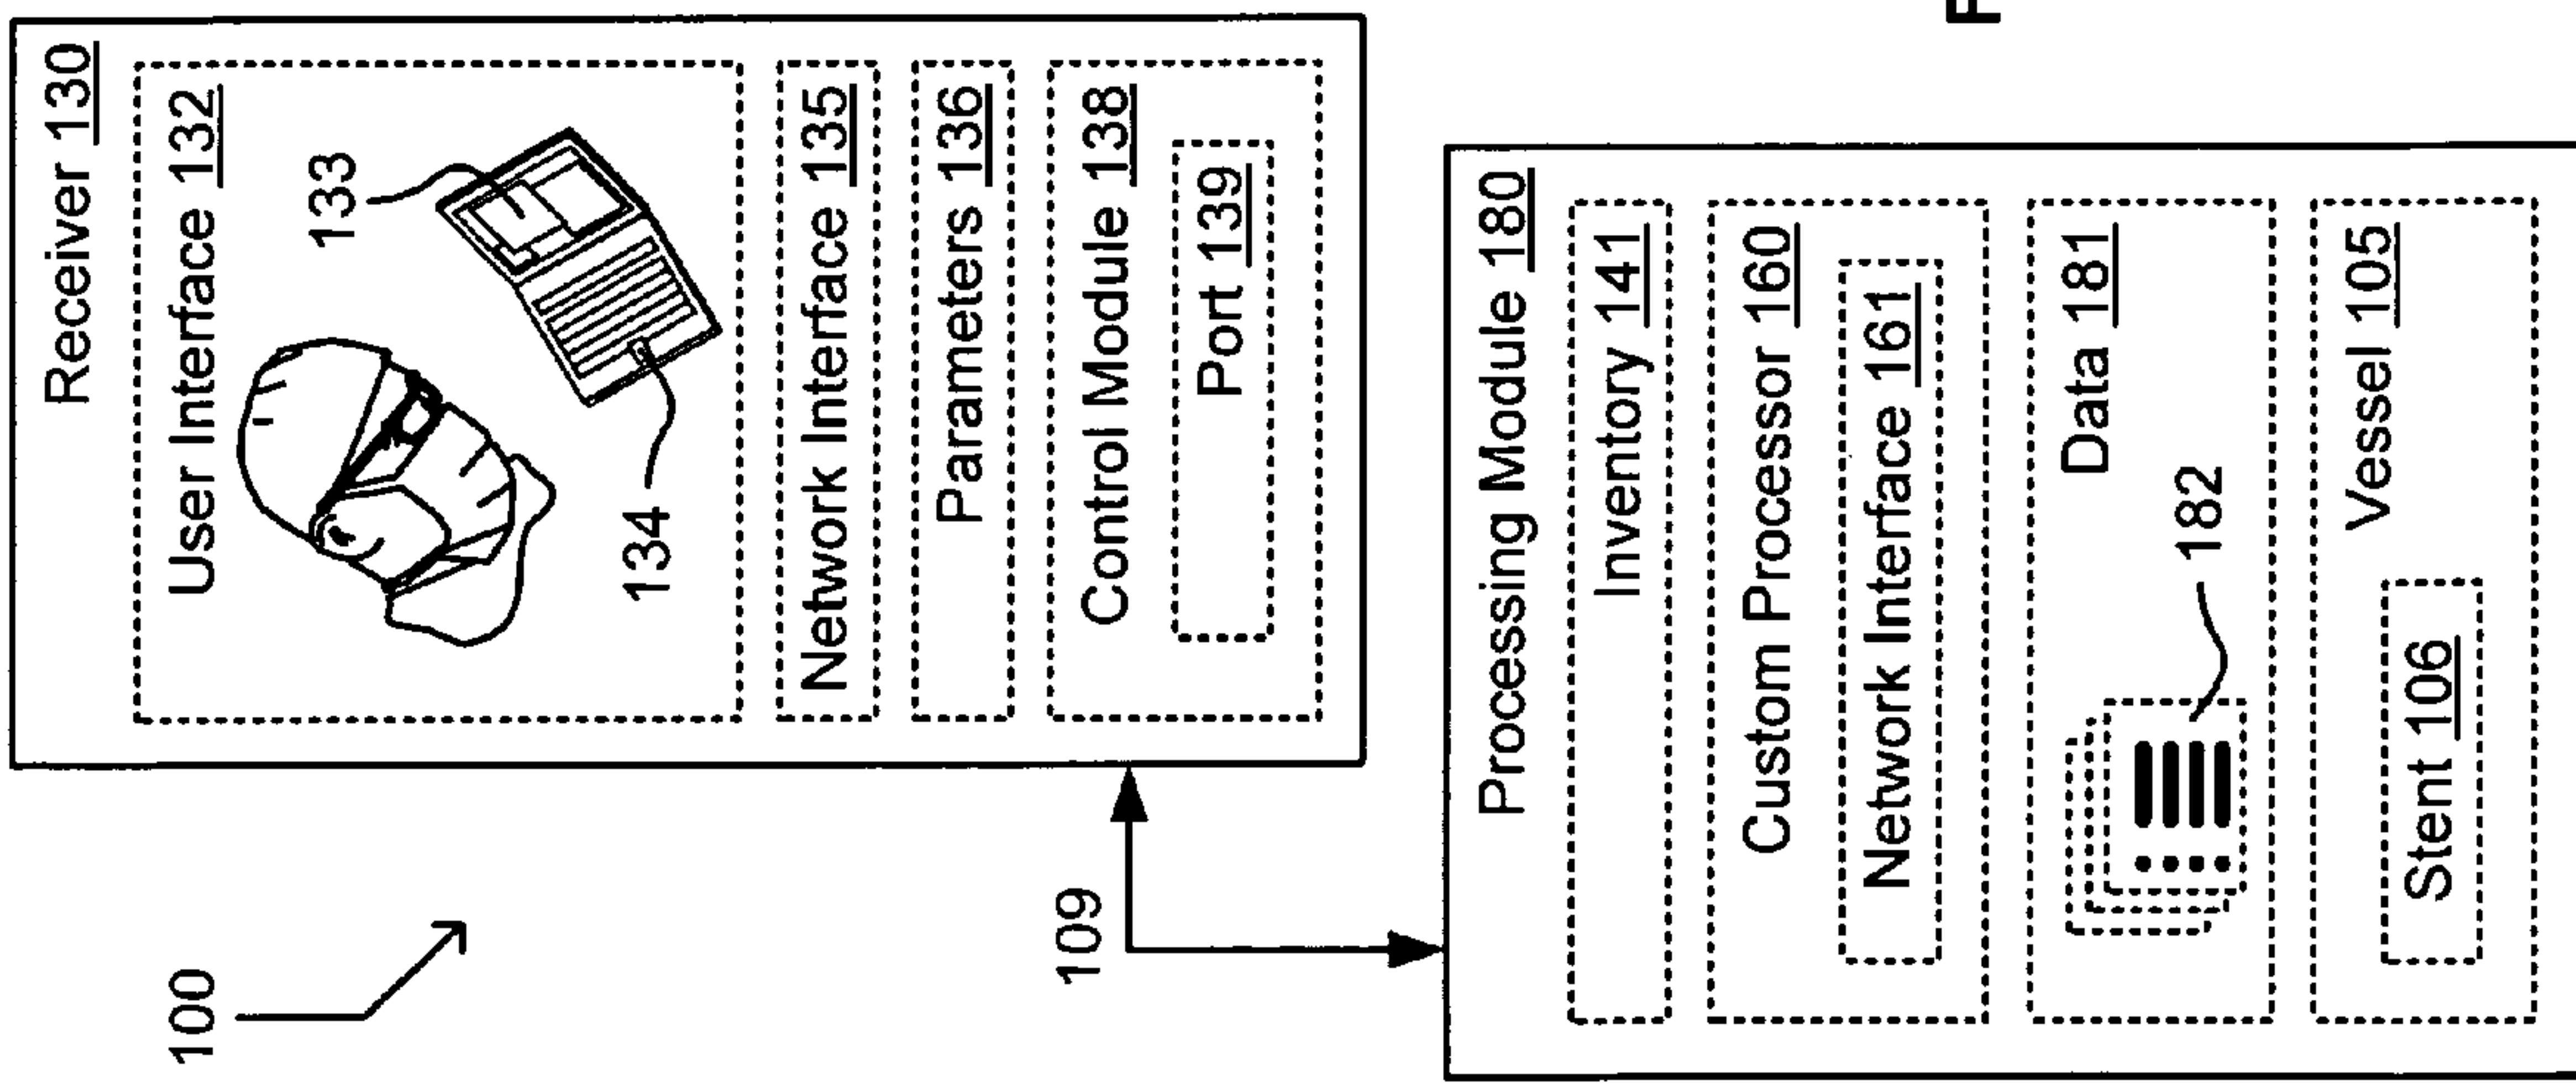 100
Receiver 130
User Interface 132
133
134
Network Interface 135
Parameters 136
Control Module 138
Port 139
109
Processing Module 180
Inventory 141
Custom Processor 160
Network Interface 161
Data 181
182
Vessel 105
Stent 106